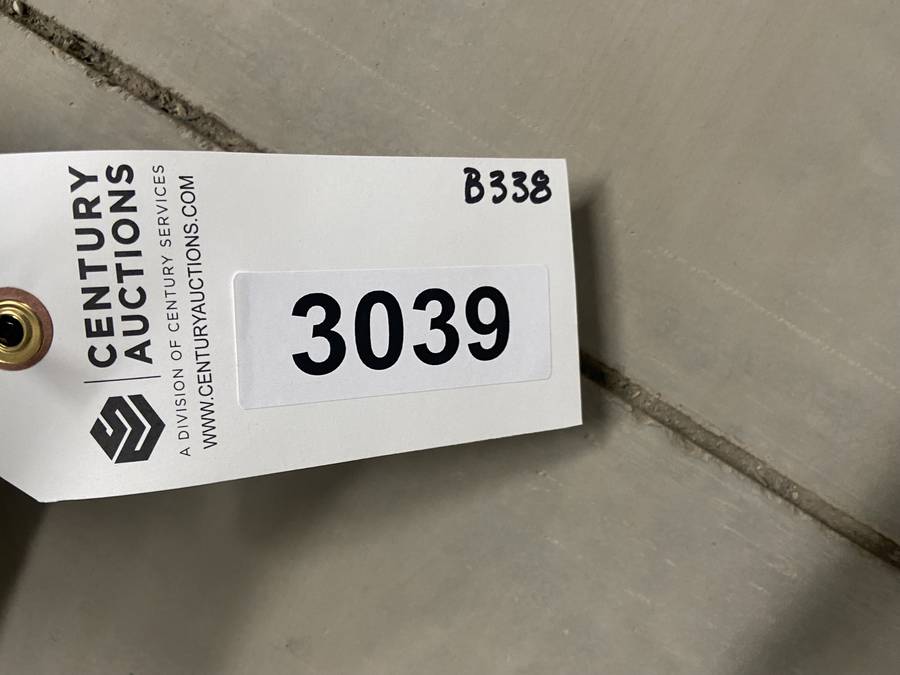 B338
3039
CENTURY
AUCTIONS
A DIVISION OF CENTURY SERVICES
WWW.CENTURYAUCTIONS.COM